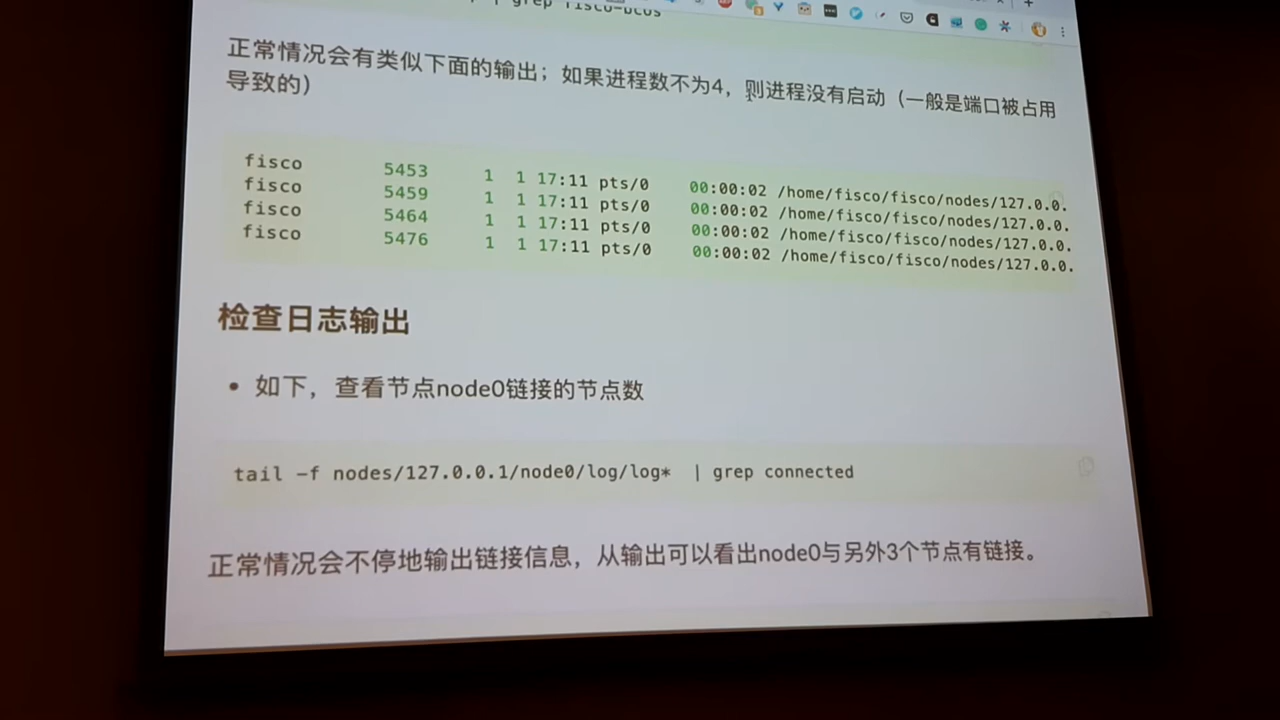 | grep fisco-bcos
正常情况会有类似下面的输出；如果进程数不为4，则进程没有启动（一般是端口被占用
导致的）
fisco 5453 1 1 17:11 pts/0 00:00:02 /home/fisco/fisco/nodes/127.0.0.
fisco 5459 1 1 17:11 pts/0 00:00:02 /home/fisco/fisco/nodes/127.0.0.
fisco 5464 1 1 17:11 pts/0 00:00:02 /home/fisco/fisco/nodes/127.0.0.
fisco 5476 1 1 17:11 pts/0 00:00:02 /home/fisco/fisco/nodes/127.0.0.
检查日志输出
• 如下，查看节点node0链接的节点数
tail -f nodes/127.0.0.1/node0/log/log* | grep connected
正常情况会不停地输出链接信息，从输出可以看出node0与另外3个节点有链接。